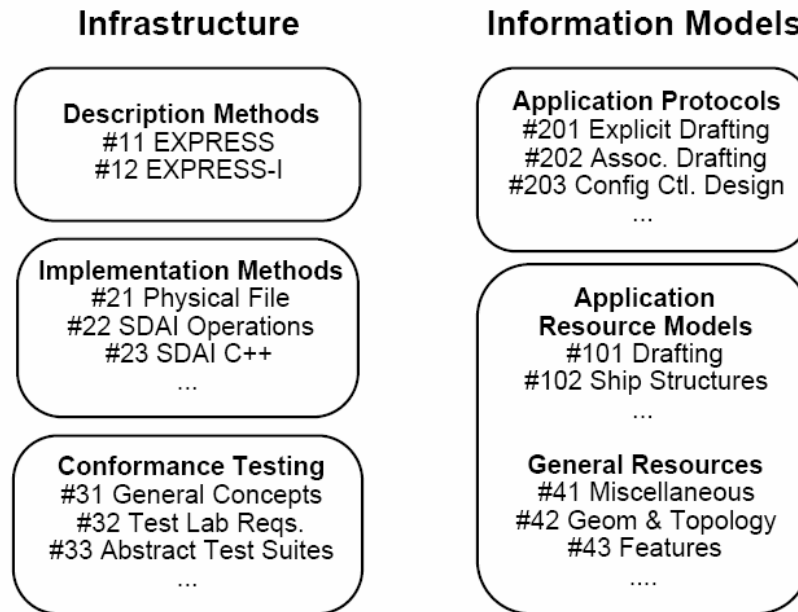 Infrastructure
Description Methods
#11 EXPRESS
#12 EXPRESS-I
Implementation Methods
#21 Physical File
#22 SDAI Operations
#23 SDAI C++
...
Conformance Testing
#31 General Concepts
#32 Test Lab Reqs.
#33 Abstract Test Suites
...
Information Models
Application Protocols
#201 Explicit Drafting
#202 Assoc. Drafting
#203 Config Ctl. Design
...
Application
Resource Models
#101 Drafting
#102 Ship Structures
...
General Resources
#41 Miscellaneous
#42 Geom & Topology
#43 Features
....